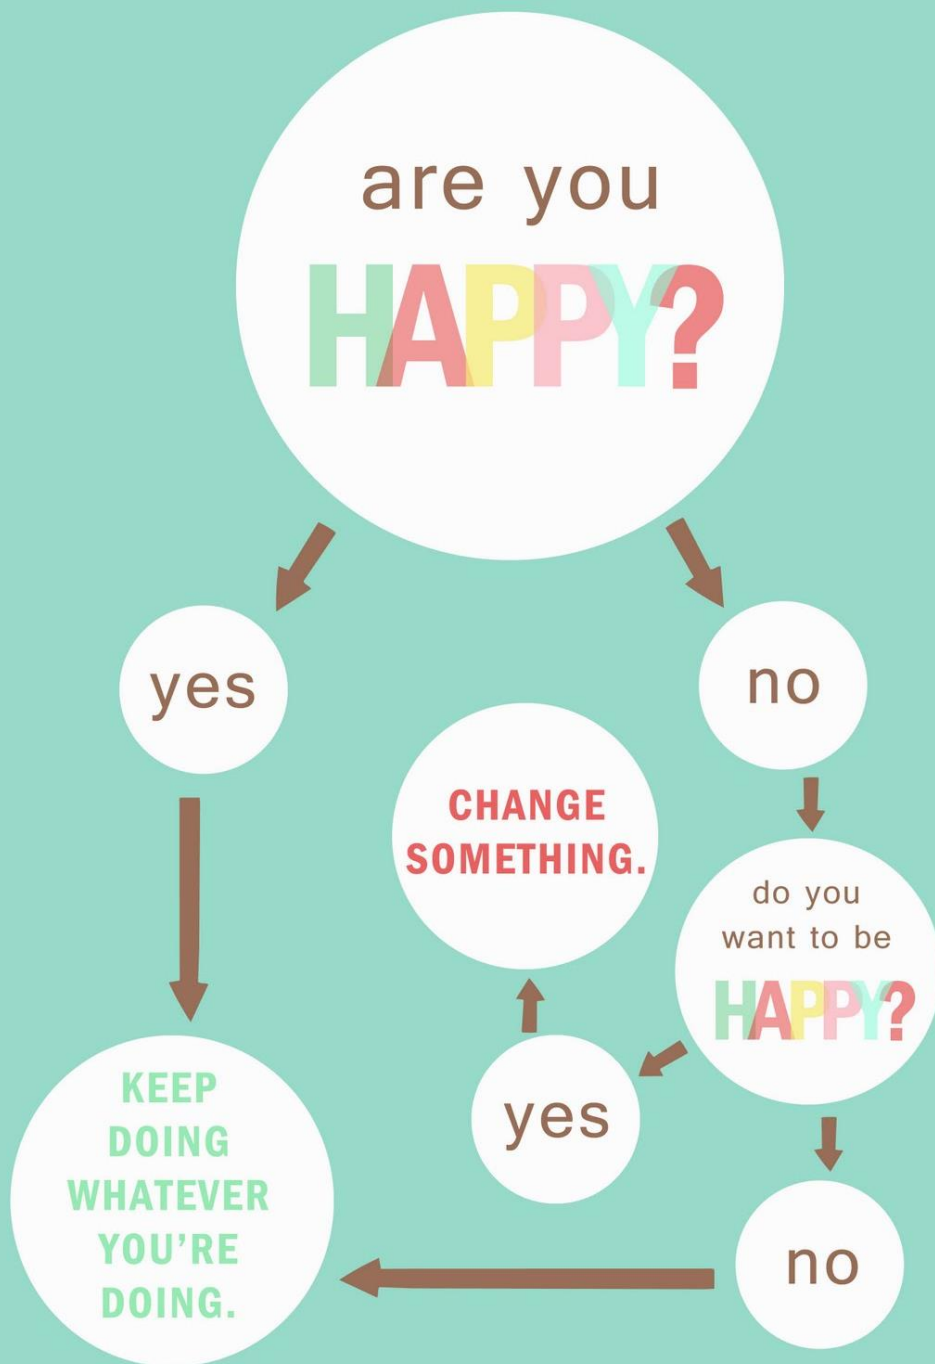 are you
HAPPY?
yes
no
CHANGE
SOMETHING.
do you
want to be
HAPPY?
yes
KEEP
DOING
WHATEVER
YOU'RE
DOING.
no